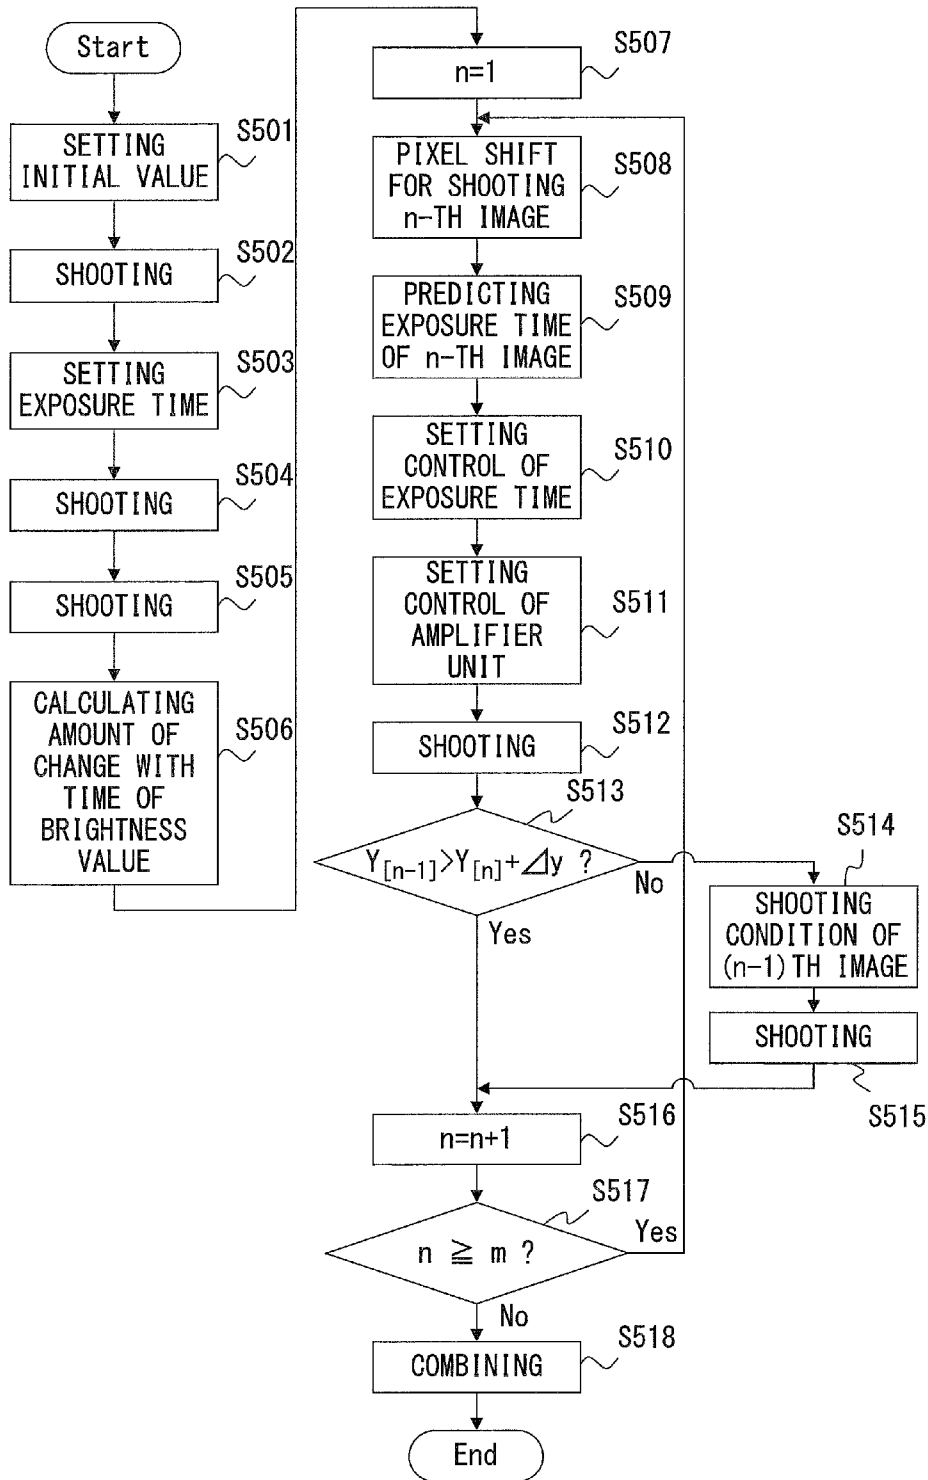 Start
S501
SETTING
INITIAL VALUE
S502
SHOOTING
S503
SETTING
EXPOSURE TIME
S504
SHOOTING
S505
SHOOTING
S506
CALCULATING
AMOUNT OF
CHANGE WITH
TIME OF
BRIGHTNESS
VALUE
S507
n=1
S508
PIXEL SHIFT
FOR SHOOTING
n-TH IMAGE
S509
PREDICTING
EXPOSURE TIME
OF n-TH IMAGE
S510
SETTING
CONTROL OF
EXPOSURE TIME
S511
SETTING
CONTROL OF
AMPLIFIER
UNIT
S512
SHOOTING
S513
Y[n-1]>Y[n]+⊿y ?
No
Yes
S514
SHOOTING
CONDITION OF
(n-1)TH IMAGE
SHOOTING
S515
S516
n=n+1
S517
n ≧ m ?
Yes
No
S518
COMBINING
End